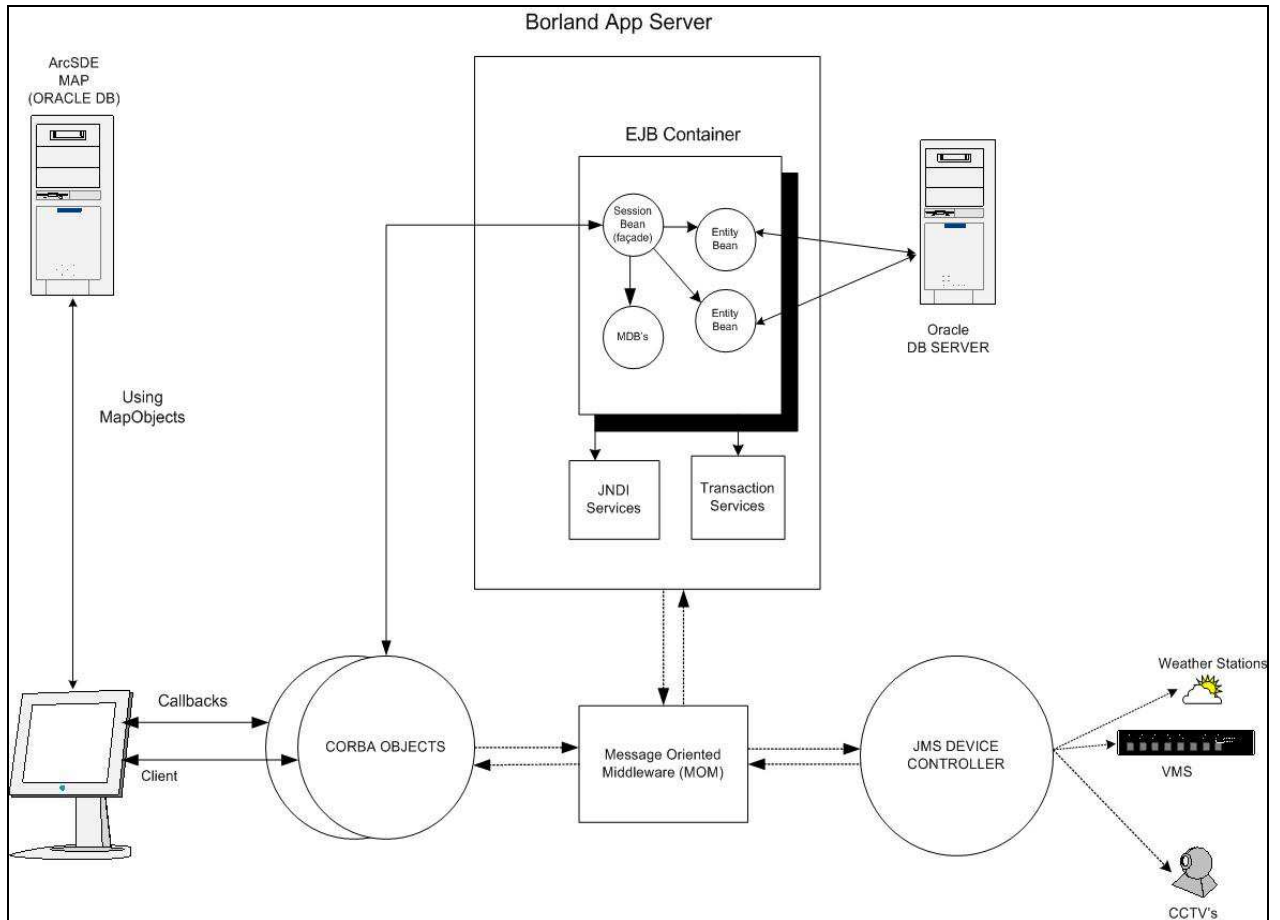 Borland App Server
ArcSDE
MAP
(ORACLE DB)
EJB Container
Session
Bean
(façade)
Entity
Bean
Entity
Bean
MDB's
Oracle
DB SERVER
Using
MapObjects
JNDI
Services
Transaction
Services
Weather Stations
Callbacks
CORBA OBJECTS
Message Oriented
Middleware (MOM)
JMS DEVICE
CONTROLLER
VMS
Client
CCTV's